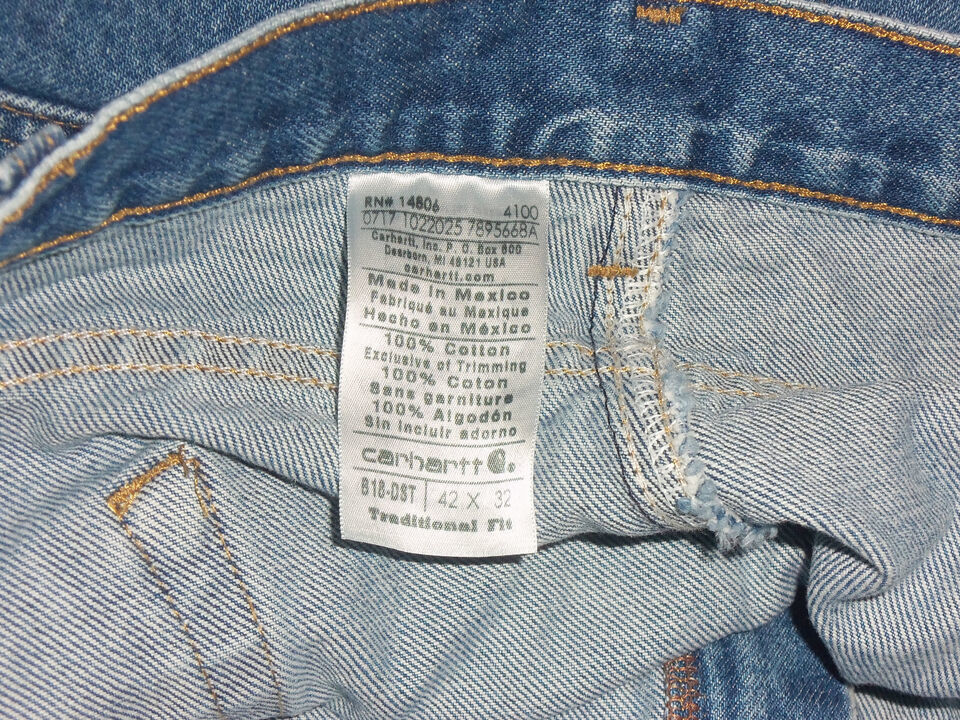 RN# 14806 4100
0717 1022025 7895668A
Carhartt, Inc. P. O. Box 600
Dearborn, MI 48121 USA
carhartt.com
Made in Mexico
Fabriqué au Mexique
Hecho en México
100% Cotton
Exclusive of Trimming
100% Coton
Sans garniture
100% Algodón
Sin incluir adorno
carhartt
B18-DST 42 X 32
Traditional Fit